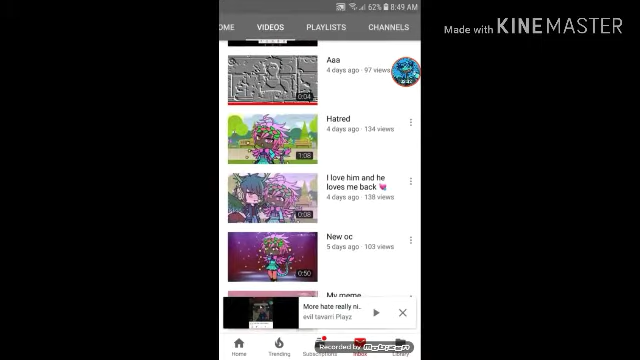 62% 8:49 AM
Made with KINEMASTER
OME VIDEOS PLAYLISTS CHANNELS
Aaa
4 days ago · 97 views
0:04
Hatred
4 days ago · 134 views
1:08
I love him and he
loves me back 💘
4 days ago · 138 views
0:08
New oc
5 days ago · 103 views
0:50
My meme
More hate really ni...
evil tavarri Playz
Recorded by
Home Trending Subscriptions Inbox Library